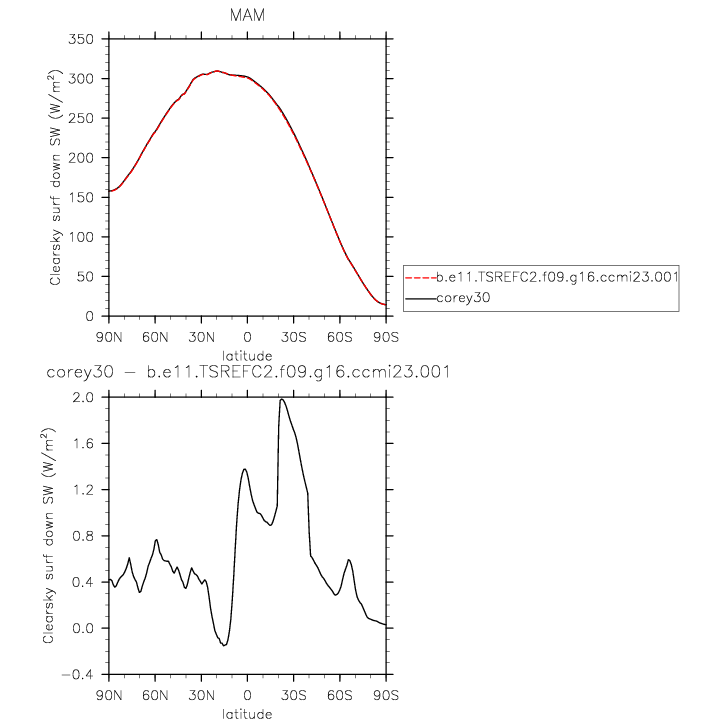 MAM
350
300
250
200
150
100
50
0
Clearsky surf down SW (W/m²)
90N 60N 30N 0 30S 60S 90S
latitude
b.e11.TSREFC2.f09.g16.ccmi23.001
corey30
corey30 − b.e11.TSREFC2.f09.g16.ccmi23.001
2.0
1.6
1.2
0.8
0.4
0.0
−0.4
Clearsky surf down SW (W/m²)
90N 60N 30N 0 30S 60S 90S
latitude